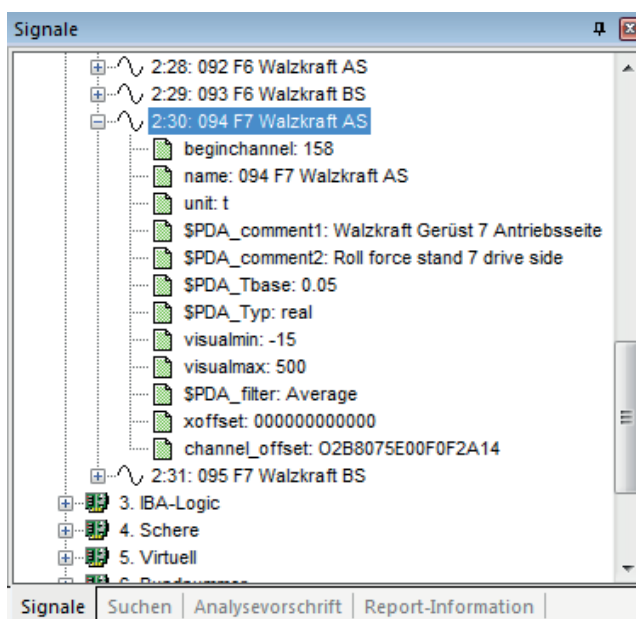 Signale
2:28: 092 F6 Walzkraft AS
2:29: 093 F6 Walzkraft BS
2:30: 094 F7 Walzkraft AS
beginchannel: 158
name: 094 F7 Walzkraft AS
unit: t
$PDA_comment1: Walzkraft Gerüst 7 Antriebsseite
$PDA_comment2: Roll force stand 7 drive side
$PDA_Tbase: 0.05
$PDA_Typ: real
visualmin: -15
visualmax: 500
$PDA_filter: Average
xoffset: 000000000000
channel_offset: O2B8075E00F0F2A14
2:31: 095 F7 Walzkraft BS
3. IBA-Logic
4. Schere
5. Virtuell
Signale Suchen Analysevorschrift Report-Information